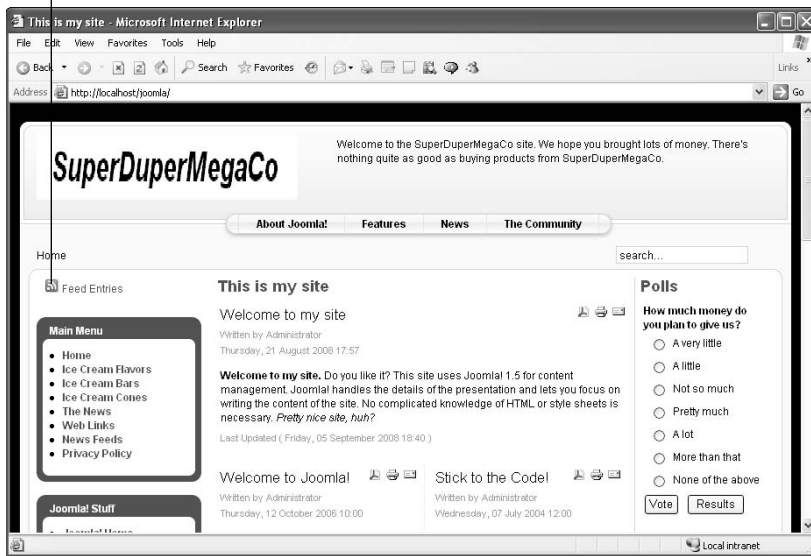 This is my site - Microsoft Internet Explorer
File Edit View Favorites Tools Help
Back Search Favorites Links
Address http://localhost/joomla/ Go
SuperDuperMegaCo
Welcome to the SuperDuperMegaCo site. We hope you brought lots of money. There's
nothing quite as good as buying products from SuperDuperMegaCo.
About Joomla! Features News The Community
Home
search...
Feed Entries
Main Menu
Home
Ice Cream Flavors
Ice Cream Bars
Ice Cream Cones
The News
Web Links
News Feeds
Privacy Policy
Joomla! Stuff
Joomla! Home
This is my site
Welcome to my site
Written by Administrator
Thursday, 21 August 2008 17:57
Welcome to my site. Do you like it? This site uses Joomla! 1.5 for content
management. Joomla! handles the details of the presentation and lets you focus on
writing the content of the site. No complicated knowledge of HTML or style sheets is
necessary. Pretty nice site, huh?
Last Updated ( Friday, 05 September 2008 18:40 )
Welcome to Joomla!
Written by Administrator
Thursday, 12 October 2006 10:00
Stick to the Code!
Written by Administrator
Wednesday, 07 July 2004 12:00
Polls
How much money do
you plan to give us?
A very little
A little
Not so much
Pretty much
A lot
More than that
None of the above
Vote Results
Local intranet